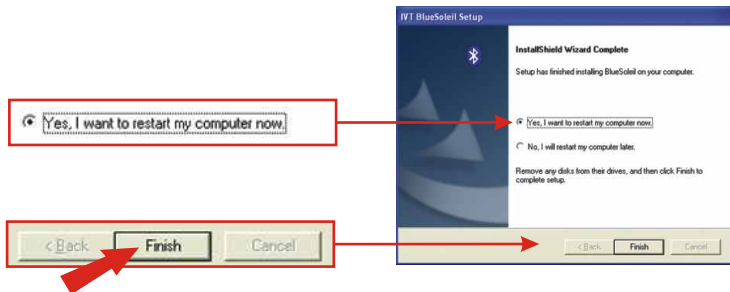 IVT BlueSoleil Setup
InstallShield Wizard Complete
Setup has finished installing BlueSoleil on your computer.
Yes, I want to restart my computer now.
Yes, I want to restart my computer now.
No, I will restart my computer later.
Remove any disks from their drives, and then click Finish to
complete setup.
< Back Finish Cancel
< Back Finish Cancel